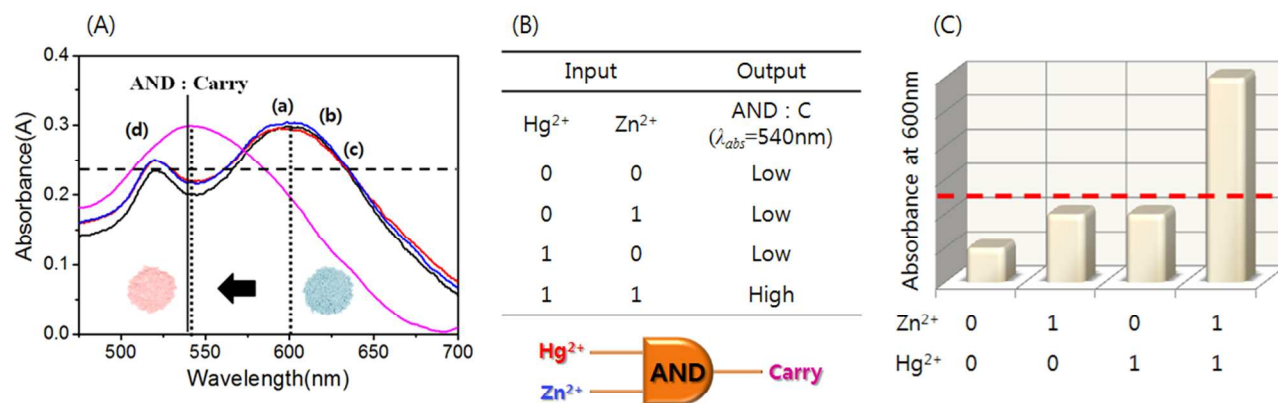 (A)
AND : Carry
(a)
(b)
(c)
(d)
Absorbance(A)
0.4
0.3
0.2
0.1
0.0
500 550 600 650 700
Wavelength(nm)
(B)
Input Output
Hg²⁺ Zn²⁺ AND : C
(λabs=540nm)
0 0 Low
0 1 Low
1 0 Low
1 1 High
Hg²⁺
Zn²⁺
AND
Carry
(C)
Absorbance at 600nm
Zn²⁺ 0 1 0 1
Hg²⁺ 0 0 1 1